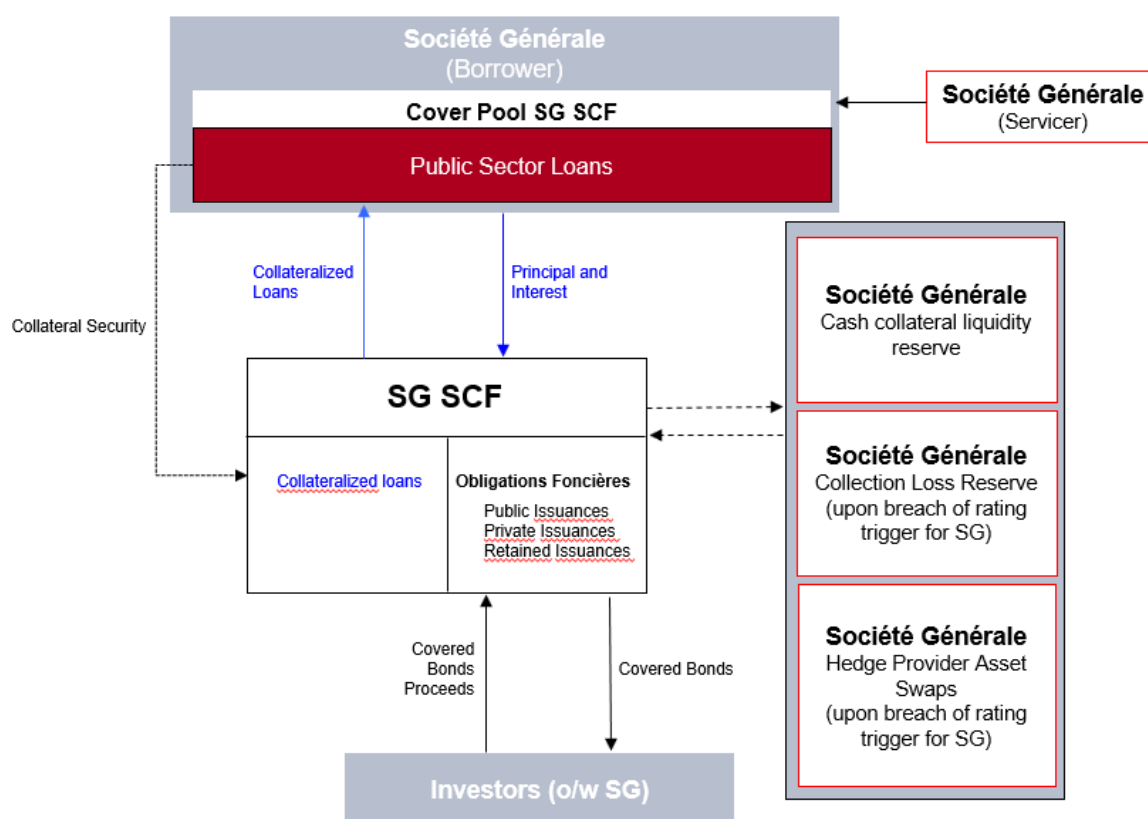 Société Générale
(Borrower)
Cover Pool SG SCF
Public Sector Loans
Société Générale
(Servicer)
Collateralized
Loans
Principal and
Interest
Collateral Security
SG SCF
Collateralized loans
Obligations Foncières
Public Issuances
Private Issuances
Retained Issuances
Société Générale
Cash collateral liquidity
reserve
Société Générale
Collection Loss Reserve
(upon breach of rating
trigger for SG)
Société Générale
Hedge Provider Asset
Swaps
(upon breach of rating
trigger for SG)
Covered
Bonds
Proceeds
Covered Bonds
Investors (o/w SG)